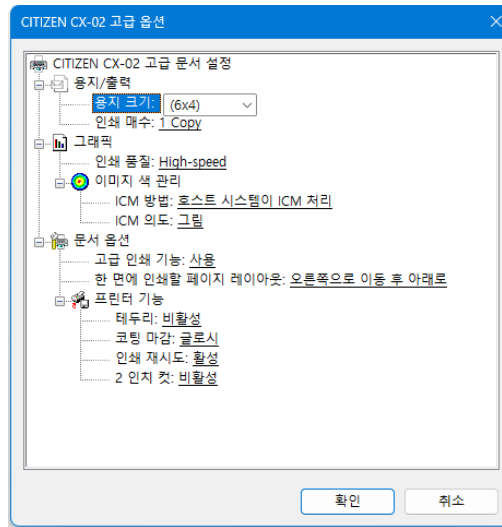 CITIZEN CX-02 고급 옵션
CITIZEN CX-02 고급 문서 설정
용지/출력
용지 크기: (6x4)
인쇄 매수: 1 Copy
그래픽
인쇄 품질: High-speed
이미지 색 관리
ICM 방법: 호스트 시스템이 ICM 처리
ICM 의도: 그림
문서 옵션
고급 인쇄 기능: 사용
한 면에 인쇄할 페이지 레이아웃: 오른쪽으로 이동 후 아래로
프린터 기능
테두리: 비활성
코팅 마감: 글로시
인쇄 재시도: 활성
2 인치 컷: 비활성
확인 취소